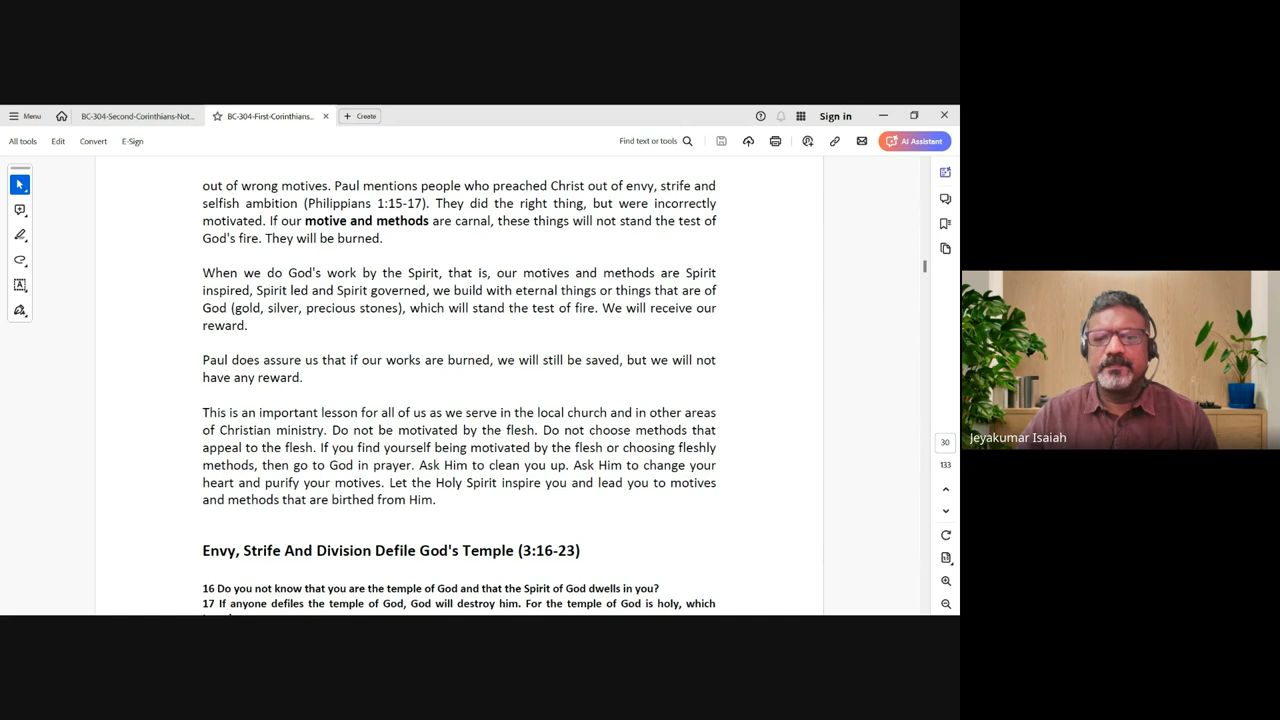 Menu
BC-304-Second-Corinthians-Not...
BC-304-First-Corinthians...
Create
Sign in
All tools
Edit
Convert
E-Sign
Find text or tools
AI Assistant
out of wrong motives. Paul mentions people who preached Christ out of envy, strife and
selfish ambition (Philippians 1:15-17). They did the right thing, but were incorrectly
motivated. If our motive and methods are carnal, these things will not stand the test of
God's fire. They will be burned.
When we do God's work by the Spirit, that is, our motives and methods are Spirit
inspired, Spirit led and Spirit governed, we build with eternal things or things that are of
God (gold, silver, precious stones), which will stand the test of fire. We will receive our
reward.
Paul does assure us that if our works are burned, we will still be saved, but we will not
have any reward.
This is an important lesson for all of us as we serve in the local church and in other areas
of Christian ministry. Do not be motivated by the flesh. Do not choose methods that
appeal to the flesh. If you find yourself being motivated by the flesh or choosing fleshly
methods, then go to God in prayer. Ask Him to clean you up. Ask Him to change your
heart and purify your motives. Let the Holy Spirit inspire you and lead you to motives
and methods that are birthed from Him.
Envy, Strife And Division Defile God's Temple (3:16-23)
16 Do you not know that you are the temple of God and that the Spirit of God dwells in you?
17 If anyone defiles the temple of God, God will destroy him. For the temple of God is holy, which
30
133
Jeyakumar Isaiah